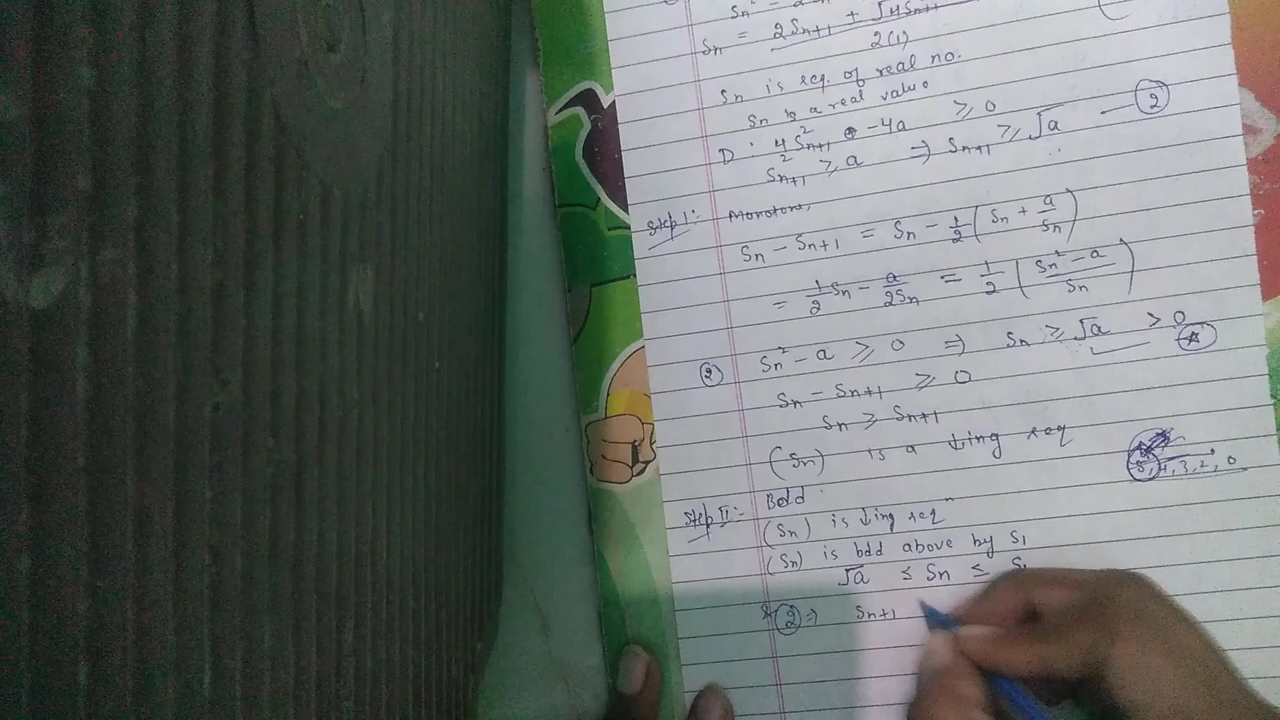 Sn = 2Sn+1 + √4Sn+1
2(1)
Sn is seq. of real no.
Sn is a real value
D : 4S²n+1 - 4a ≥ 0
S²n+1 ≥ a ⇒ Sn+1 ≥ √a — ②
Step I:- Monotone,
Sn - Sn+1 = Sn - 1/2 (Sn + a/Sn)
= 1/2 Sn - a/2Sn = 1/2 (Sn² - a / Sn)
② Sn² - a ≥ 0 ⇒ Sn ≥ √a > 0
Sn - Sn+1 ≥ 0
Sn ≥ Sn+1
(Sn) is a ↓ing seq
5, 4, 3, 2, 0
Step II:- Bdd
(Sn) is ↓ing seqⁿ
(Sn) is bdd above by S1
√a ≤ Sn ≤ S1
& ② ⇒ Sn+1